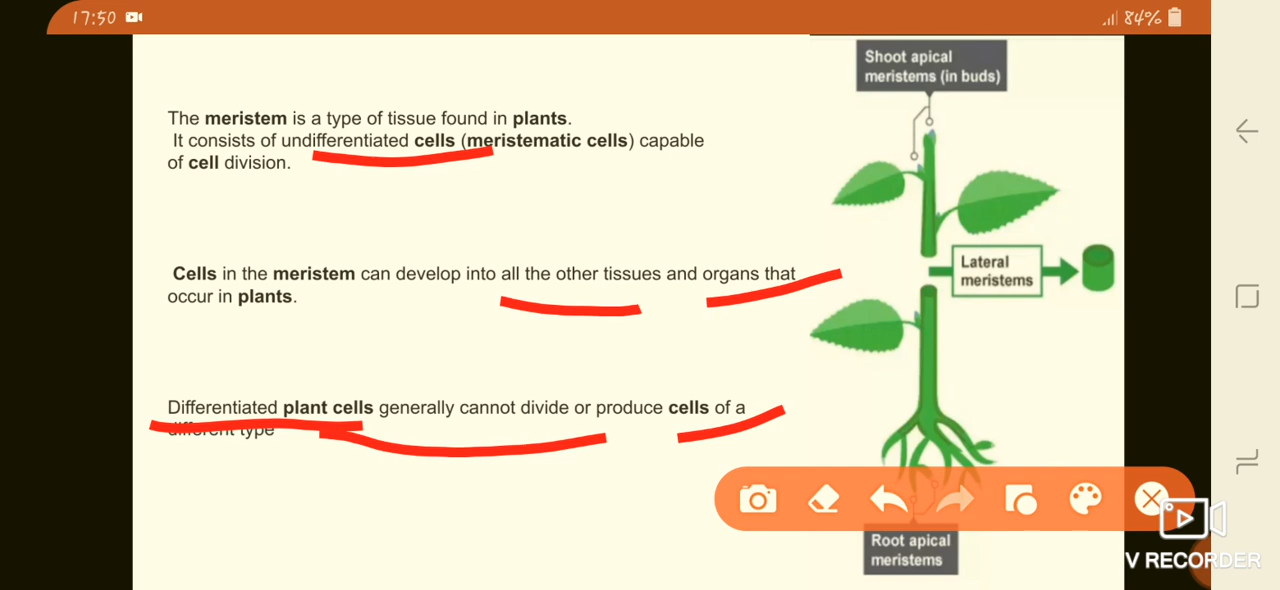 17:50
84%
Shoot apical
meristems (in buds)
The meristem is a type of tissue found in plants.
It consists of undifferentiated cells (meristematic cells) capable
of cell division.
Cells in the meristem can develop into all the other tissues and organs that
occur in plants.
Lateral
meristems
Differentiated plant cells generally cannot divide or produce cells of a
different type
Root apical
meristems
V RECORDER